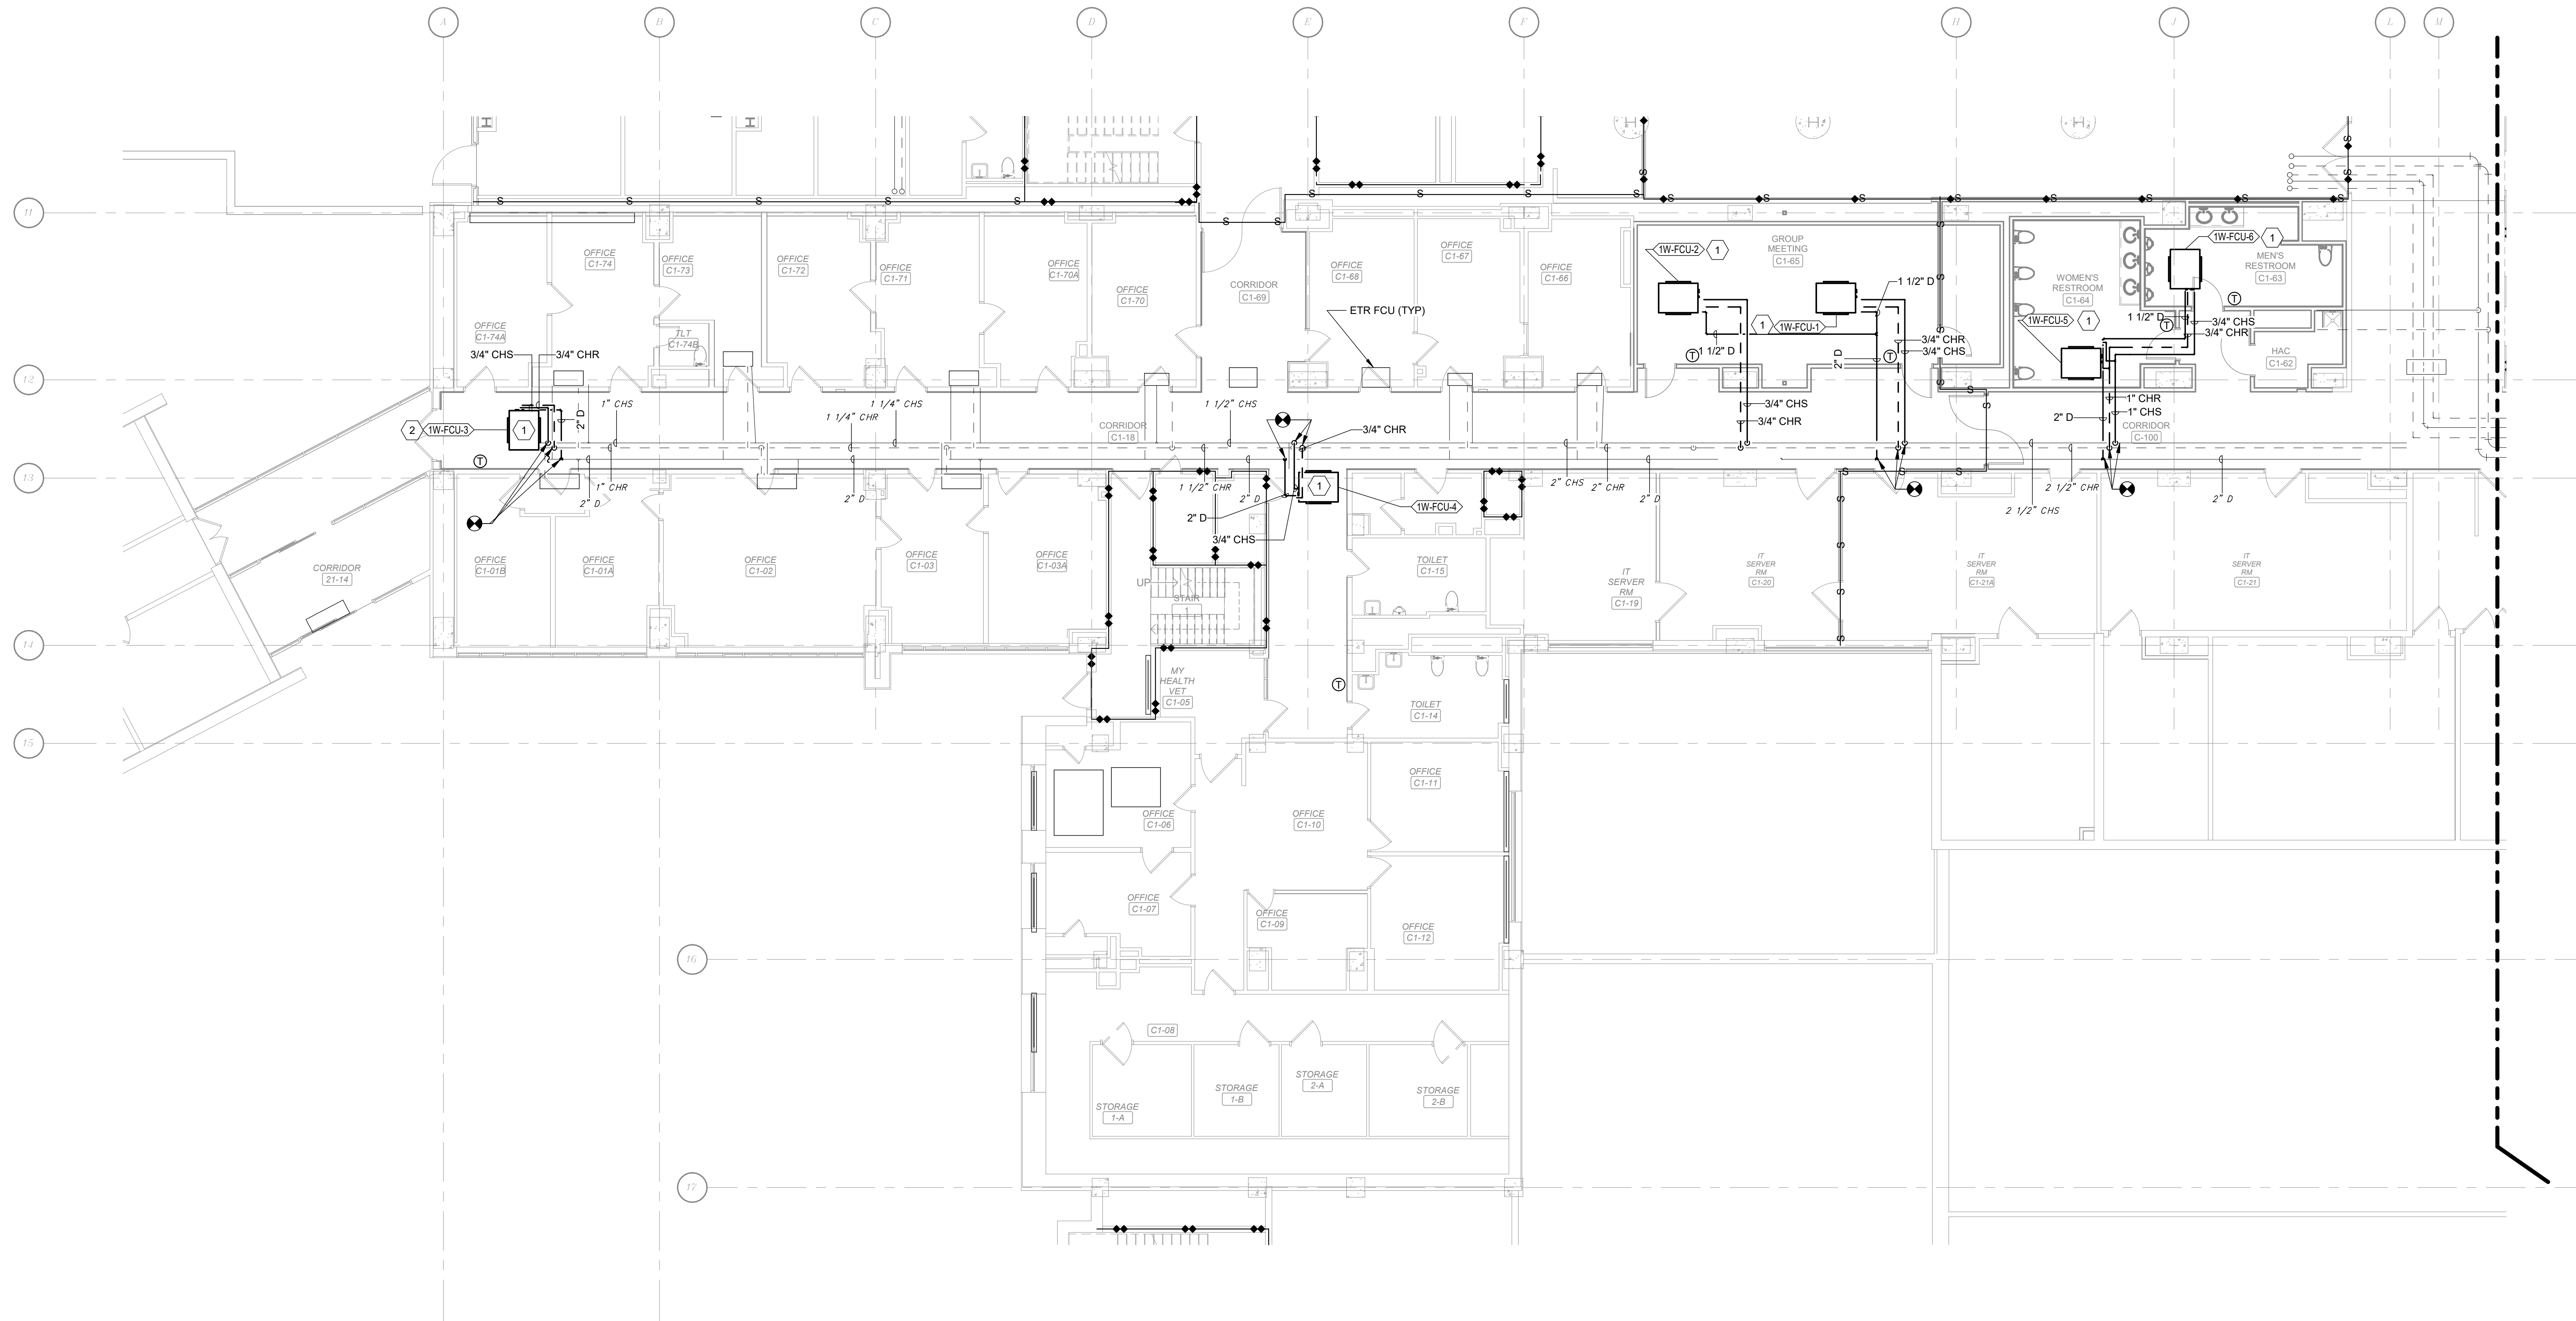 A
B
C
D
E
F
H
J
L
M
11
12
13
14
15
16
17
H
H
H
H
H
OFFICE
C1-74A
OFFICE
C1-74
OFFICE
C1-73
TLT
C1-74B
OFFICE
C1-72
OFFICE
C1-71
OFFICE
C1-70A
OFFICE
C1-70
CORRIDOR
C1-69
OFFICE
C1-68
OFFICE
C1-67
OFFICE
C1-66
ETR FCU (TYP)
1W-FCU-2
1
GROUP
MEETING
C1-65
1 1/2" D
1
1W-FCU-1
T
1 1/2" D
2" D
T
3/4" CHR
3/4" CHS
WOMEN'S
RESTROOM
C1-64
1W-FCU-5
1
1W-FCU-6
1
MEN'S
RESTROOM
C1-63
T
1 1/2" D
T
3/4" CHS
3/4" CHR
HAC
C1-62
3/4" CHS
3/4" CHR
2
1W-FCU-3
1
2" D
1" CHS
T
1" CHR
2" D
1 1/4" CHR
1 1/4" CHS
2" D
CORRIDOR
C1-18
1 1/2" CHS
1 1/2" CHR
2" D
3/4" CHR
1
1W-FCU-4
2" D
3/4" CHS
3/4" CHS
3/4" CHR
2" CHS
2" CHR
2" D
2" D
1" CHR
1" CHS
CORRIDOR
C-100
2 1/2" CHS
2 1/2" CHR
2" D
CORRIDOR
21-14
OFFICE
C1-01B
OFFICE
C1-01A
OFFICE
C1-02
OFFICE
C1-03
OFFICE
C1-03A
UP
STAIR
1
TOILET
C1-15
IT
SERVER
RM
C1-19
IT
SERVER
RM
C1-20
IT
SERVER
RM
C1-21A
IT
SERVER
RM
C1-21
MY
HEALTH
VET
C1-05
T
TOILET
C1-14
OFFICE
C1-06
OFFICE
C1-10
OFFICE
C1-11
OFFICE
C1-07
OFFICE
C1-09
OFFICE
C1-12
C1-08
STORAGE
1-A
STORAGE
1-B
STORAGE
2-A
STORAGE
2-B